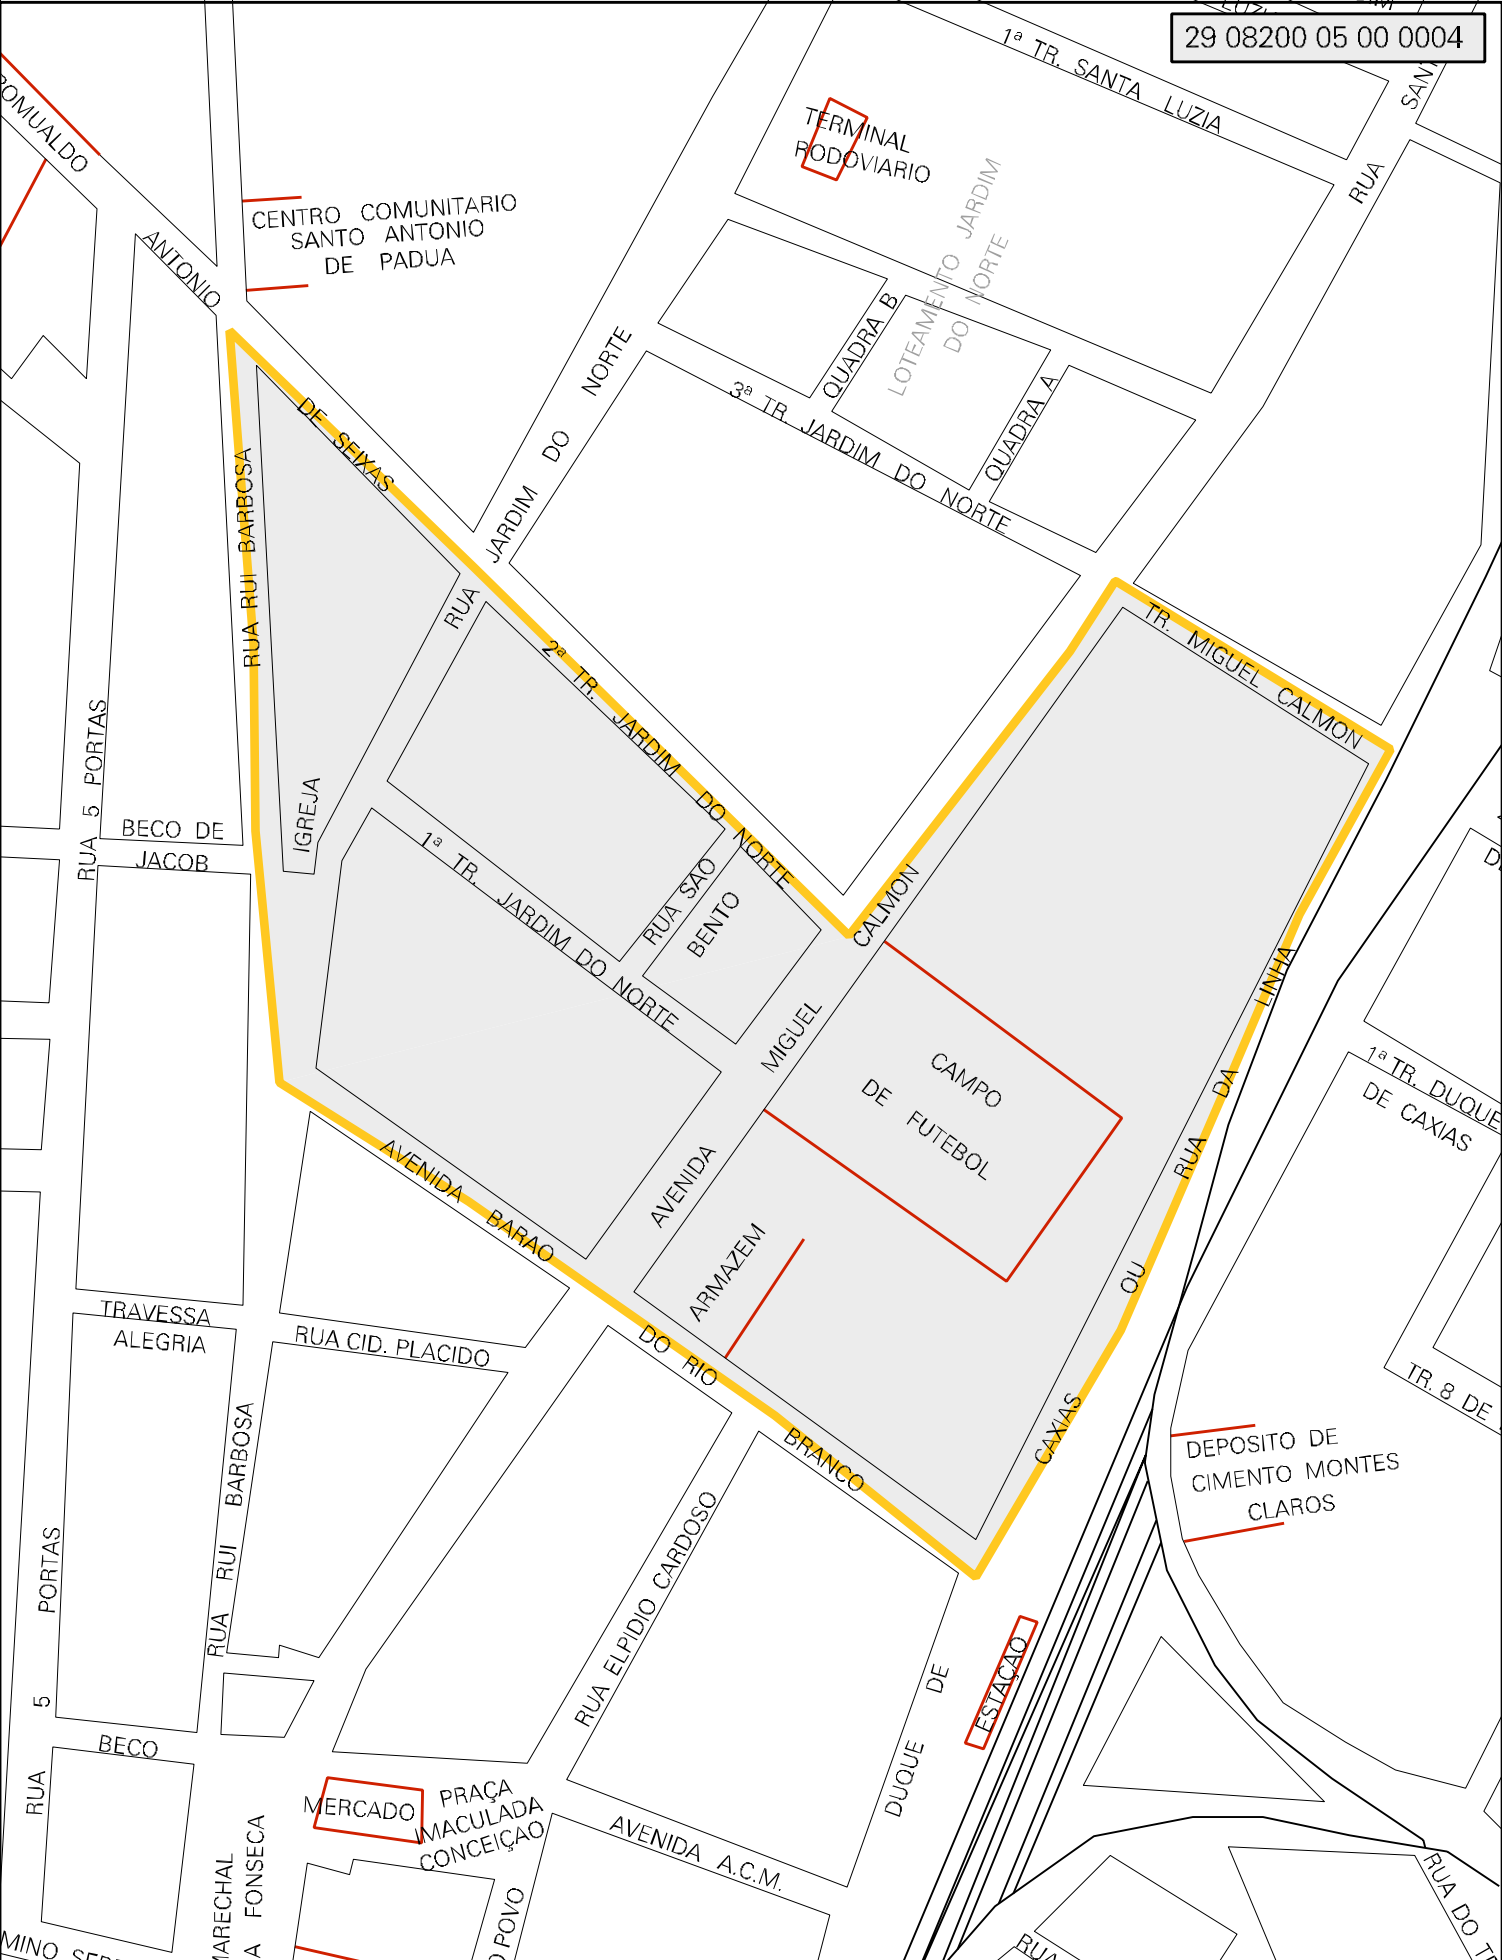 29 08200 05 00 0004
1ª TR. SANTA LUZIA
RUA
ROMUALDO
ANTONIO
DE SEIXAS
TERMINAL
RODOVIARIO
CENTRO COMUNITARIO
SANTO ANTONIO
DE PADUA
LOTEAMENTO JARDIM
DO NORTE
QUADRA B
QUADRA A
3ª TR. JARDIM DO NORTE
RUA JARDIM DO NORTE
RUA RUI BARBOSA
2ª TR. JARDIM DO NORTE
TR. MIGUEL CALMON
RUA 5 PORTAS
IGREJA
BECO DE
JACOB
1ª TR. JARDIM DO NORTE
RUA SAO
BENTO
AVENIDA MIGUEL CALMON
CAMPO
DE FUTEBOL
RUA DA LINHA
OU
CAXIAS
DUQUE DE
1ª TR. DUQUE
DE CAXIAS
AVENIDA BARAO DO RIO BRANCO
ARMAZEM
TRAVESSA
ALEGRIA
RUA CID. PLACIDO
TR. 8 DE
RUA RUI BARBOSA
DEPOSITO DE
CIMENTO MONTES
CLAROS
RUA 5 PORTAS
RUA ELPIDIO CARDOSO
ESTAÇAO
BECO
MERCADO
PRAÇA
IMACULADA
CONCEIÇAO
AVENIDA A.C.M.
MARECHAL
A FONSECA
O POVO
RUA
RUA DO